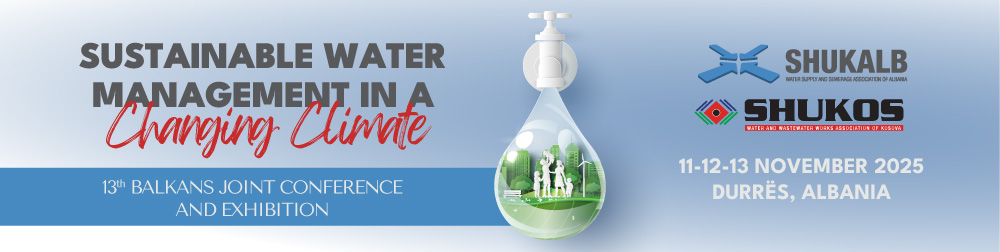 SUSTAINABLE WATER
MANAGEMENT IN A
Changing Climate
13th BALKANS JOINT CONFERENCE
AND EXHIBITION
SHUKALB
WATER SUPPLY AND SEWERAGE ASSOCIATION OF ALBANIA
SHUKOS
WATER AND WASTEWATER WORKS ASSOCIATION OF KOSOVA
11-12-13 NOVEMBER 2025
DURRËS, ALBANIA